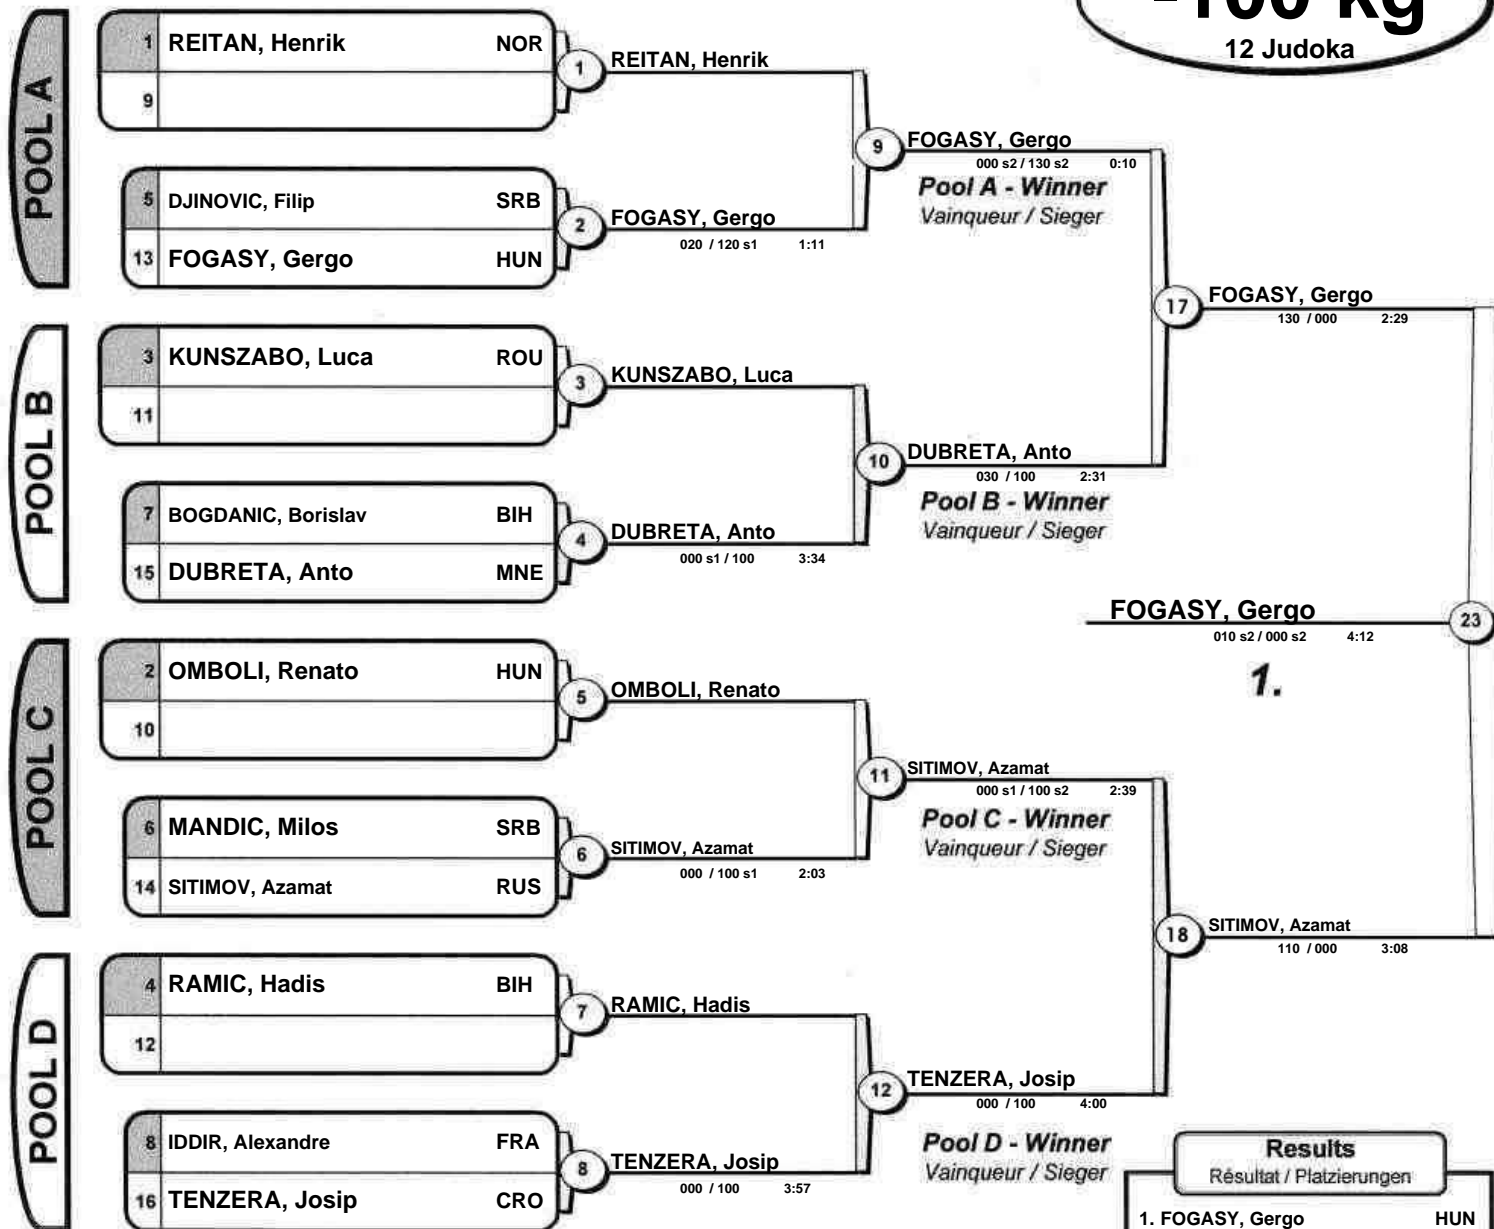 -100 kg
12 Judoka
POOL A
1 REITAN, Henrik NOR
9
1 REITAN, Henrik
5 DJINOVIC, Filip SRB
13 FOGASY, Gergo HUN
2 FOGASY, Gergo
020 / 120 s1 1:11
9 FOGASY, Gergo
000 s2 / 130 s2 0:10
Pool A - Winner
Vainqueur / Sieger
POOL B
3 KUNSZABO, Luca ROU
11
3 KUNSZABO, Luca
7 BOGDANIC, Borislav BIH
15 DUBRETA, Anto MNE
4 DUBRETA, Anto
000 s1 / 100 3:34
10 DUBRETA, Anto
030 / 100 2:31
Pool B - Winner
Vainqueur / Sieger
17 FOGASY, Gergo
130 / 000 2:29
FOGASY, Gergo 23
010 s2 / 000 s2 4:12
1.
POOL C
2 OMBOLI, Renato HUN
10
5 OMBOLI, Renato
6 MANDIC, Milos SRB
14 SITIMOV, Azamat RUS
6 SITIMOV, Azamat
000 / 100 s1 2:03
11 SITIMOV, Azamat
000 s1 / 100 s2 2:39
Pool C - Winner
Vainqueur / Sieger
18 SITIMOV, Azamat
110 / 000 3:08
POOL D
4 RAMIC, Hadis BIH
12
7 RAMIC, Hadis
8 IDDIR, Alexandre FRA
16 TENZERA, Josip CRO
8 TENZERA, Josip
000 / 100 3:57
12 TENZERA, Josip
000 / 100 4:00
Pool D - Winner
Vainqueur / Sieger
Results
Résultat / Platzierungen
1. FOGASY, Gergo HUN